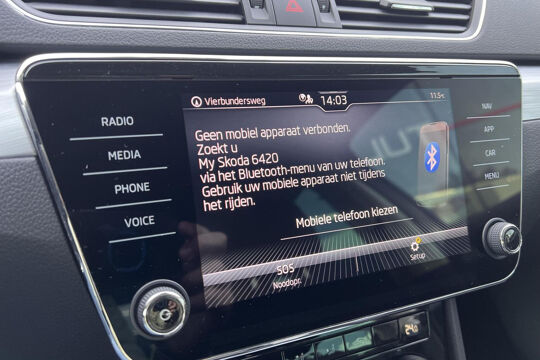 Vierbundersweg
14:03
11.5°C
RADIO
MEDIA
PHONE
VOICE
NAV
APP
CAR
MENU
Geen mobiel apparaat verbonden.
Zoekt u
My Skoda 6420
via het Bluetooth-menu van uw telefoon.
Gebruik uw mobiele apparaat niet tijdens
het rijden.
Mobiele telefoon kiezen
SOS
Noodopr.
Setup